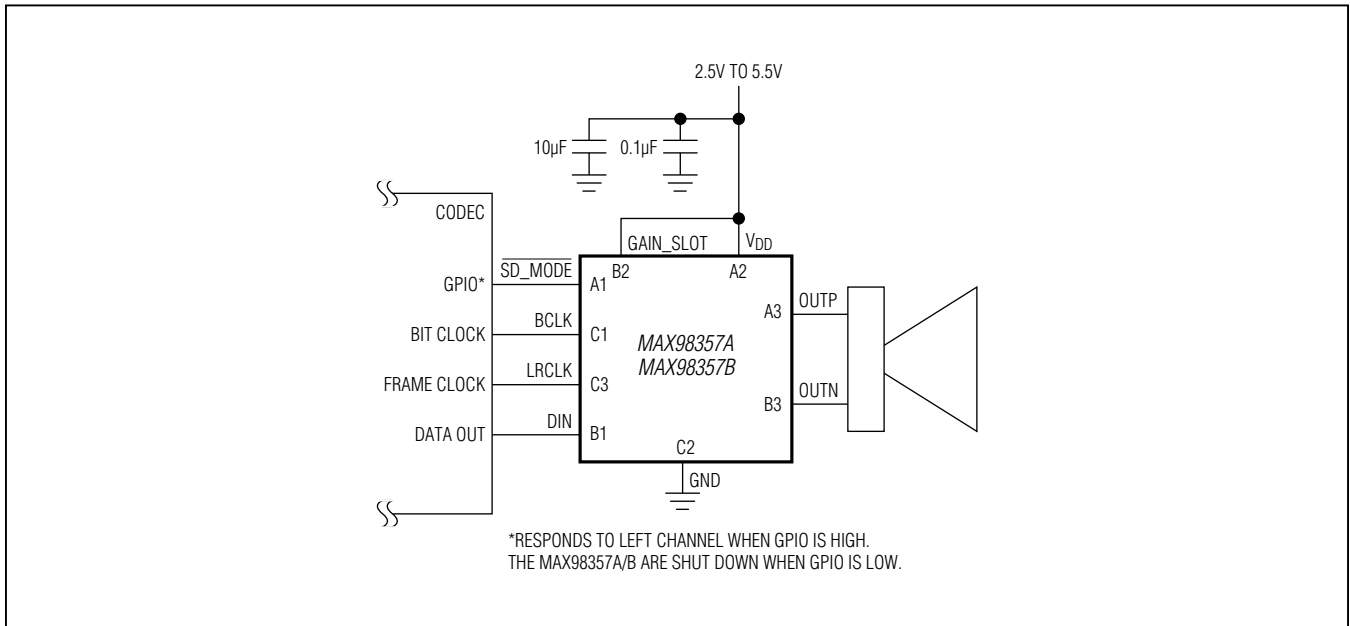 2.5V TO 5.5V
10µF
0.1µF
CODEC
GAIN_SLOT
VDD
GPIO*
SD_MODE
A1
B2
A2
BIT CLOCK
BCLK
C1
FRAME CLOCK
LRCLK
C3
DATA OUT
DIN
B1
MAX98357A
MAX98357B
A3
OUTP
B3
OUTN
C2
GND
*RESPONDS TO LEFT CHANNEL WHEN GPIO IS HIGH.
THE MAX98357A/B ARE SHUT DOWN WHEN GPIO IS LOW.